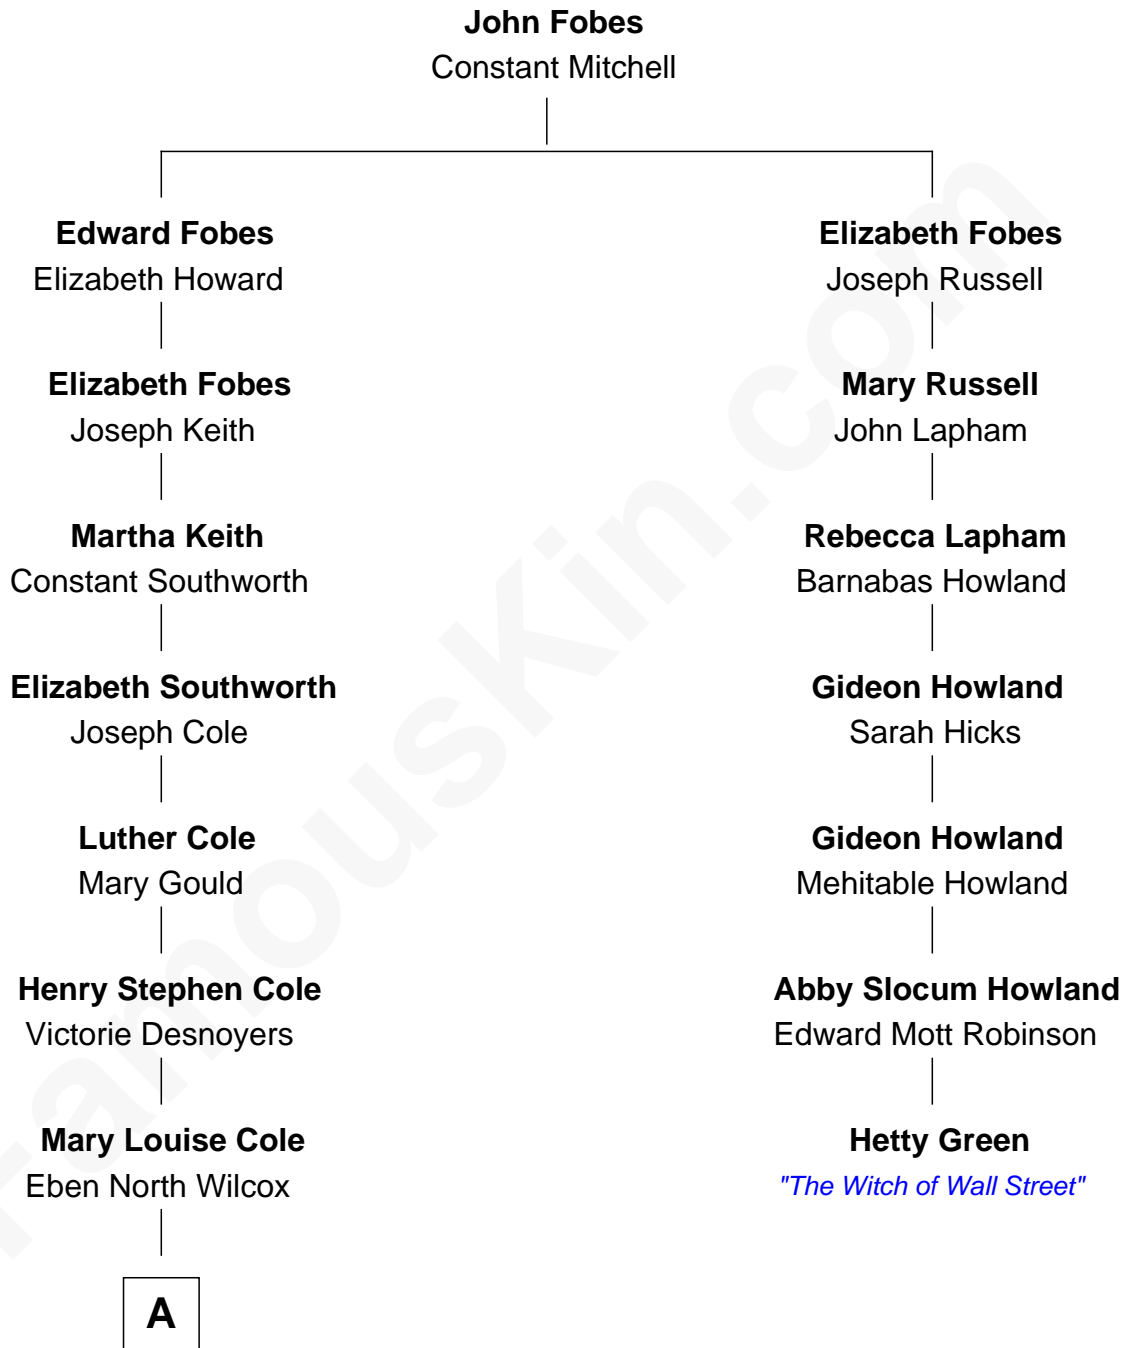 John Fobes
Constant Mitchell
Edward Fobes
Elizabeth Howard
Elizabeth Fobes
Joseph Russell
Elizabeth Fobes
Joseph Keith
Mary Russell
John Lapham
Martha Keith
Constant Southworth
Rebecca Lapham
Barnabas Howland
Elizabeth Southworth
Joseph Cole
Gideon Howland
Sarah Hicks
Luther Cole
Mary Gould
Gideon Howland
Mehitable Howland
Henry Stephen Cole
Victorie Desnoyers
Abby Slocum Howland
Edward Mott Robinson
Mary Louise Cole
Eben North Wilcox
Hetty Green
"The Witch of Wall Street"
A
FamousKin.com